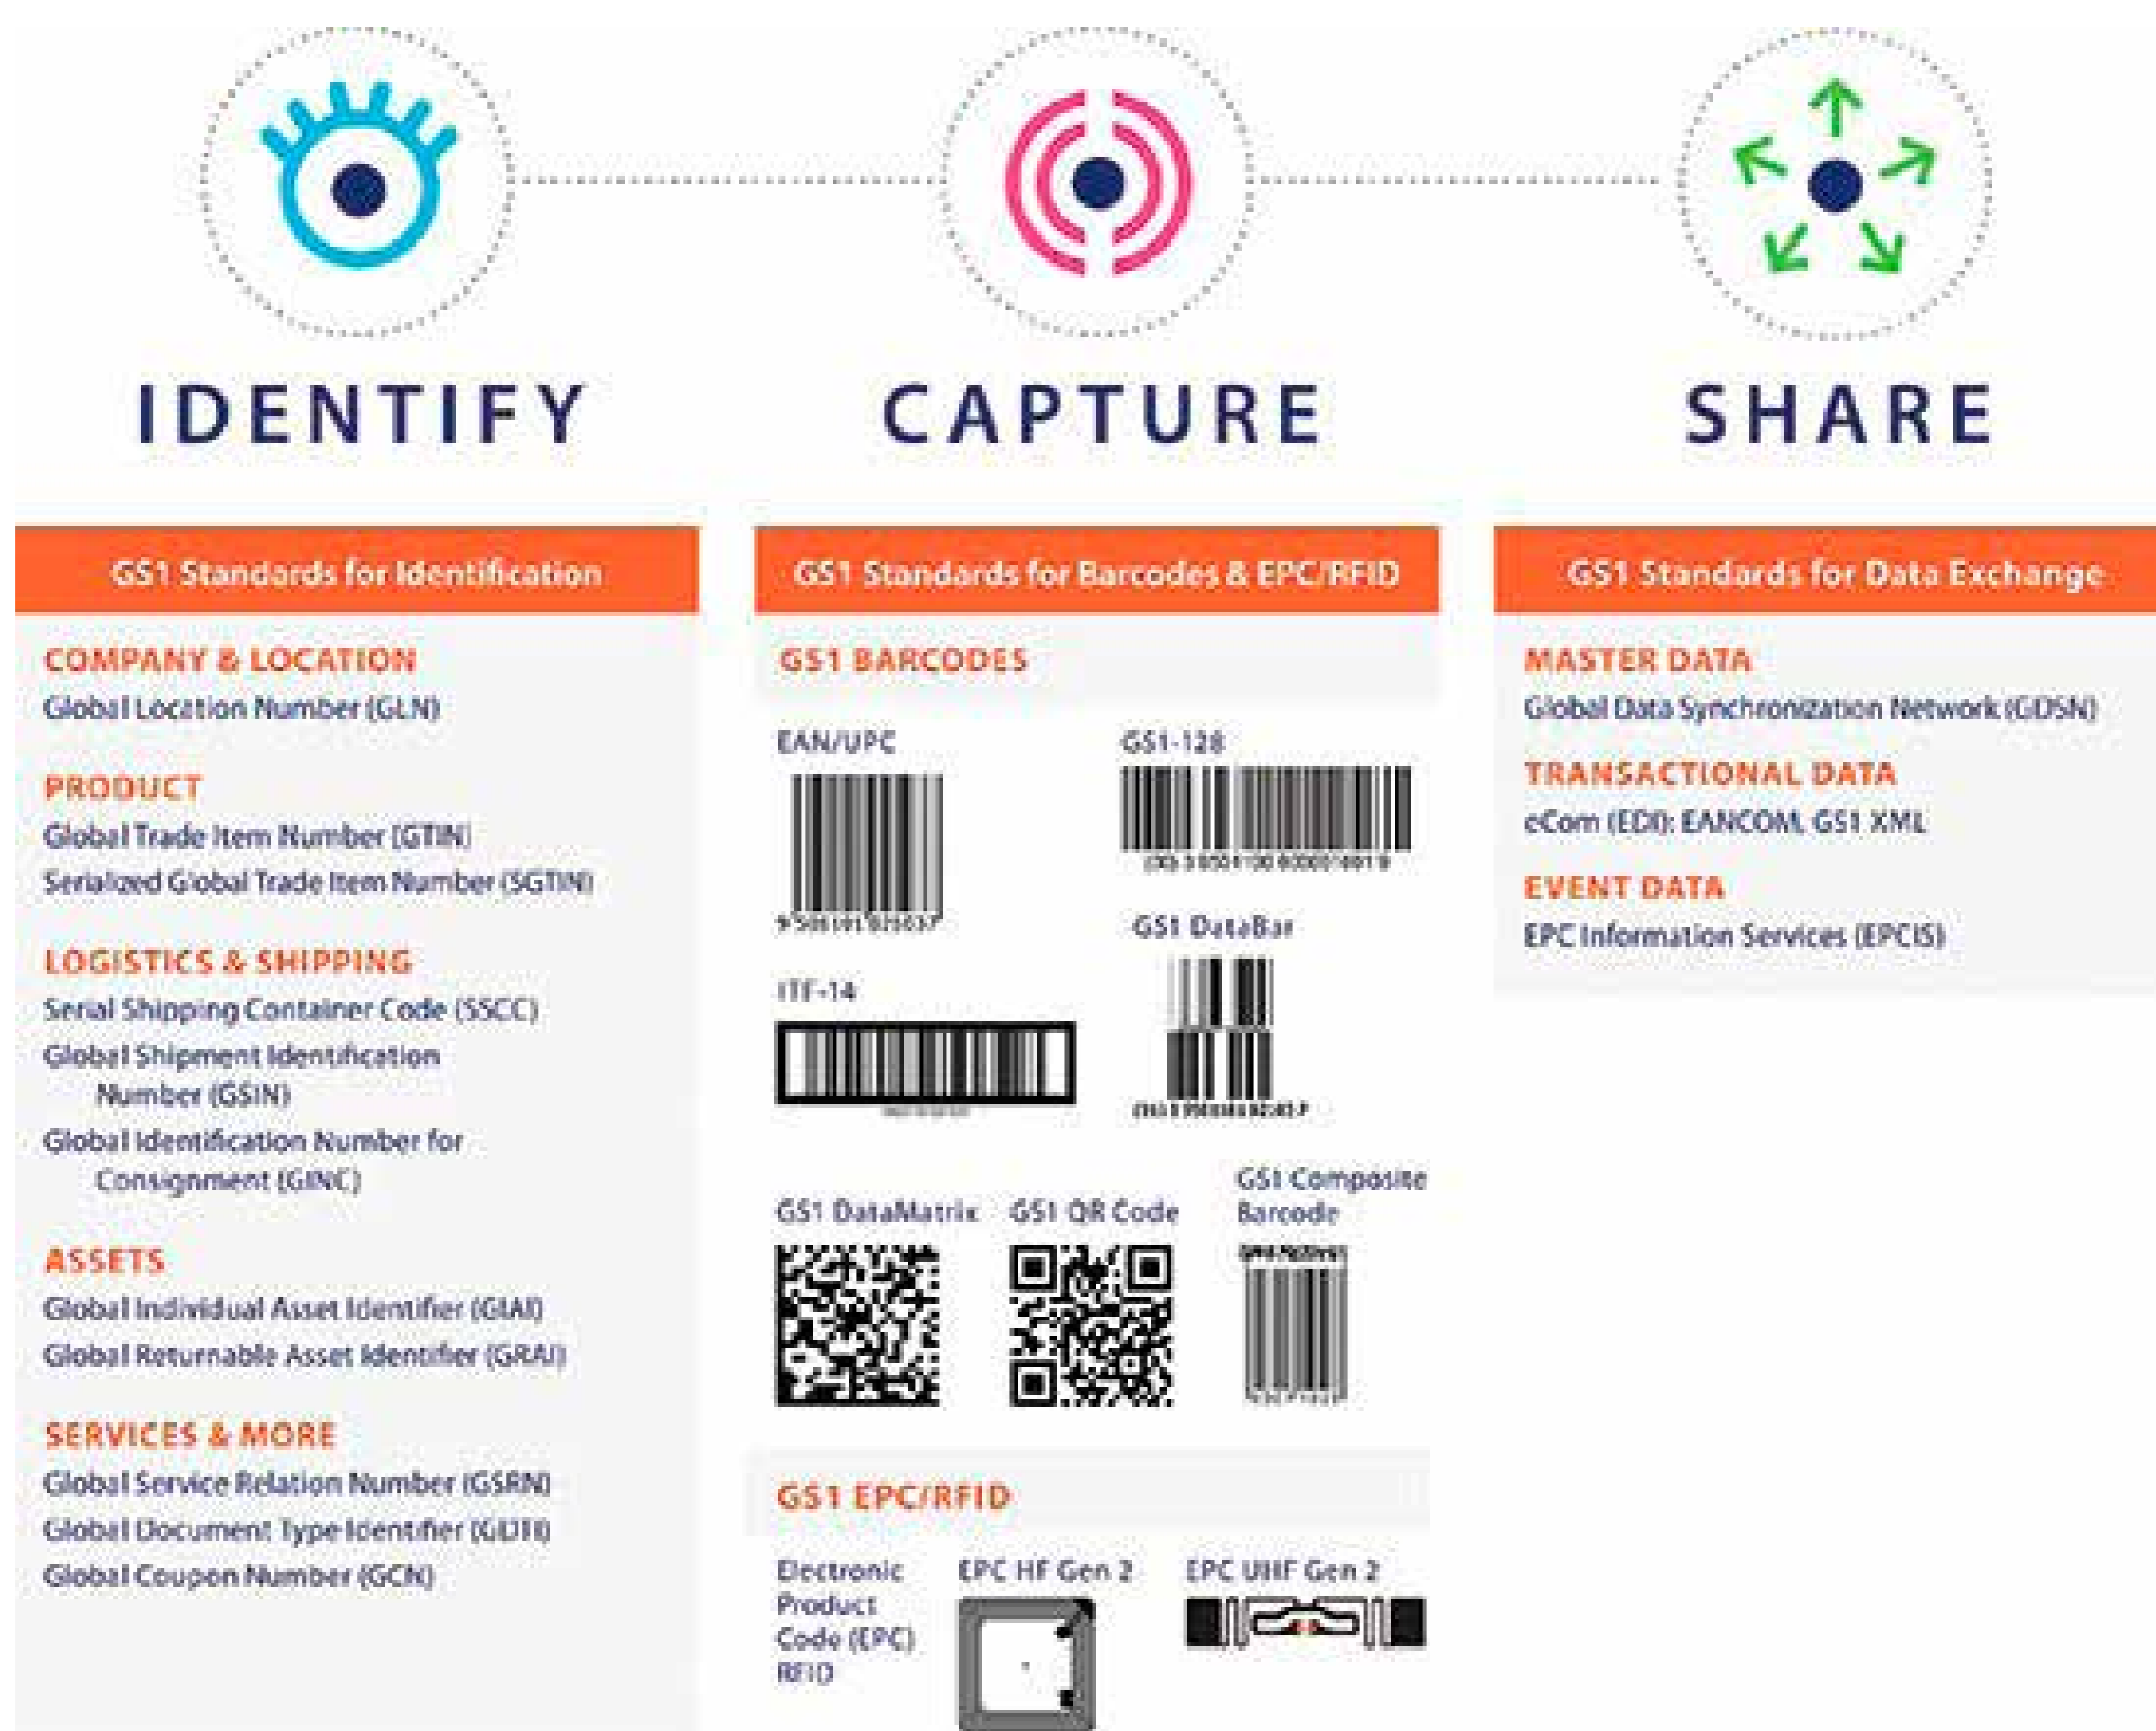 IDENTIFY
CAPTURE
SHARE
GS1 Standards for Identification
COMPANY & LOCATION
Global Location Number (GLN)
PRODUCT
Global Trade Item Number (GTIN)
Serialized Global Trade Item Number (SGTIN)
LOGISTICS & SHIPPING
Serial Shipping Container Code (SSCC)
Global Shipment Identification
Number (GSIN)
Global Identification Number for
Consignment (GINC)
ASSETS
Global Individual Asset Identifier (GIAI)
Global Returnable Asset Identifier (GRAI)
SERVICES & MORE
Global Service Relation Number (GSRN)
Global Document Type Identifier (GDTI)
Global Coupon Number (GCN)
GS1 Standards for Barcodes & EPC/RFID
GS1 BARCODES
EAN/UPC
GS1-128
GS1 DataBar
ITF-14
GS1 DataMatrix
GS1 QR Code
GS1 Composite
Barcode
GS1 EPC/RFID
Electronic
Product
Code (EPC)
RFID
EPC HF Gen 2
EPC UHF Gen 2
GS1 Standards for Data Exchange
MASTER DATA
Global Data Synchronization Network (GDSN)
TRANSACTIONAL DATA
eCom (EDI): EANCOM, GS1 XML
EVENT DATA
EPC Information Services (EPCIS)